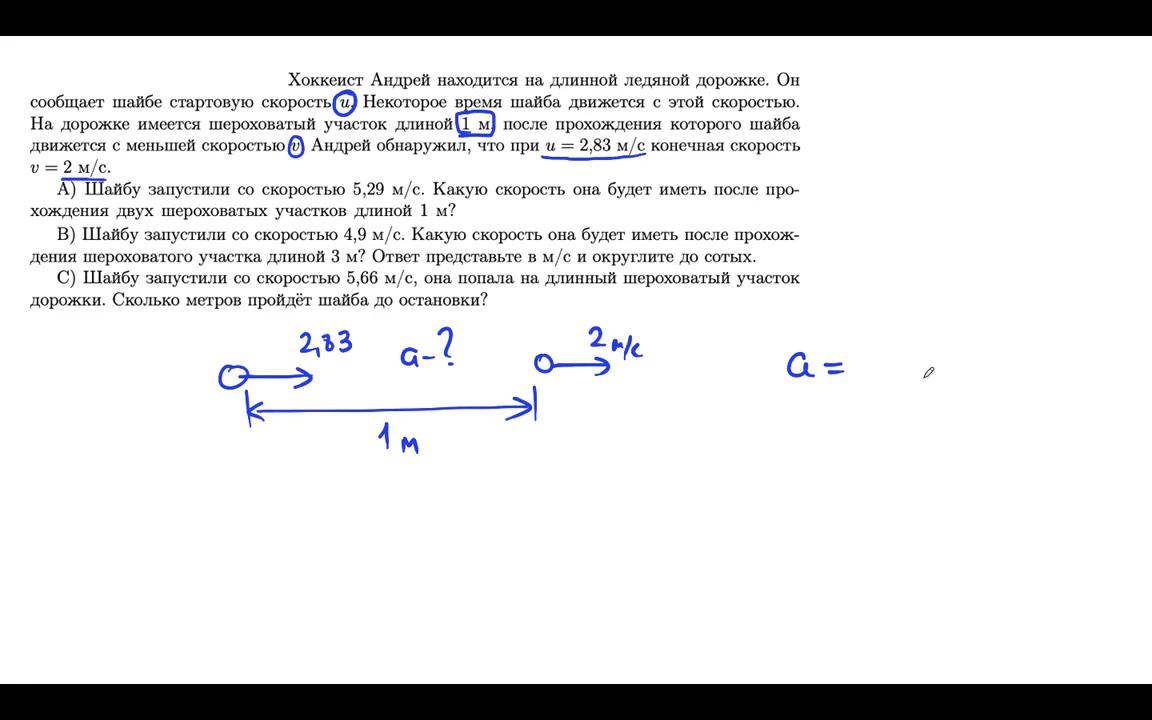 Хоккеист Андрей находится на длинной ледяной дорожке. Он
сообщает шайбе стартовую скорость u. Некоторое время шайба движется с этой скоростью.
На дорожке имеется шероховатый участок длиной 1 м, после прохождения которого шайба
движется с меньшей скоростью v. Андрей обнаружил, что при u = 2,83 м/с конечная скорость
v = 2 м/с.
A) Шайбу запустили со скоростью 5,29 м/с. Какую скорость она будет иметь после про-
хождения двух шероховатых участков длиной 1 м?
B) Шайбу запустили со скоростью 4,9 м/с. Какую скорость она будет иметь после прохож-
дения шероховатого участка длиной 3 м? Ответ представьте в м/с и округлите до сотых.
C) Шайбу запустили со скоростью 5,66 м/с, она попала на длинный шероховатый участок
дорожки. Сколько метров пройдёт шайба до остановки?
2,83 a-? 2 м/с a =
1 м